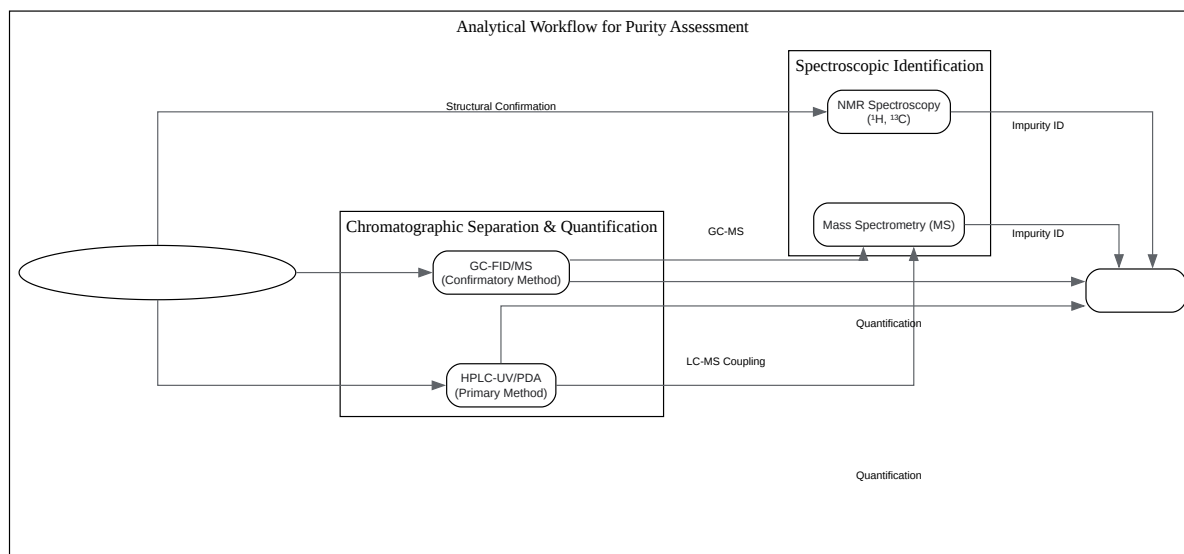 Analytical Workflow for Purity Assessment
Spectroscopic Identification
NMR Spectroscopy
(¹H, ¹³C)
Structural Confirmation
Impurity ID
Chromatographic Separation & Quantification
Mass Spectrometry (MS)
GC-MS
Impurity ID
GC-FID/MS
(Confirmatory Method)
Quantification
LC-MS Coupling
HPLC-UV/PDA
(Primary Method)
Quantification